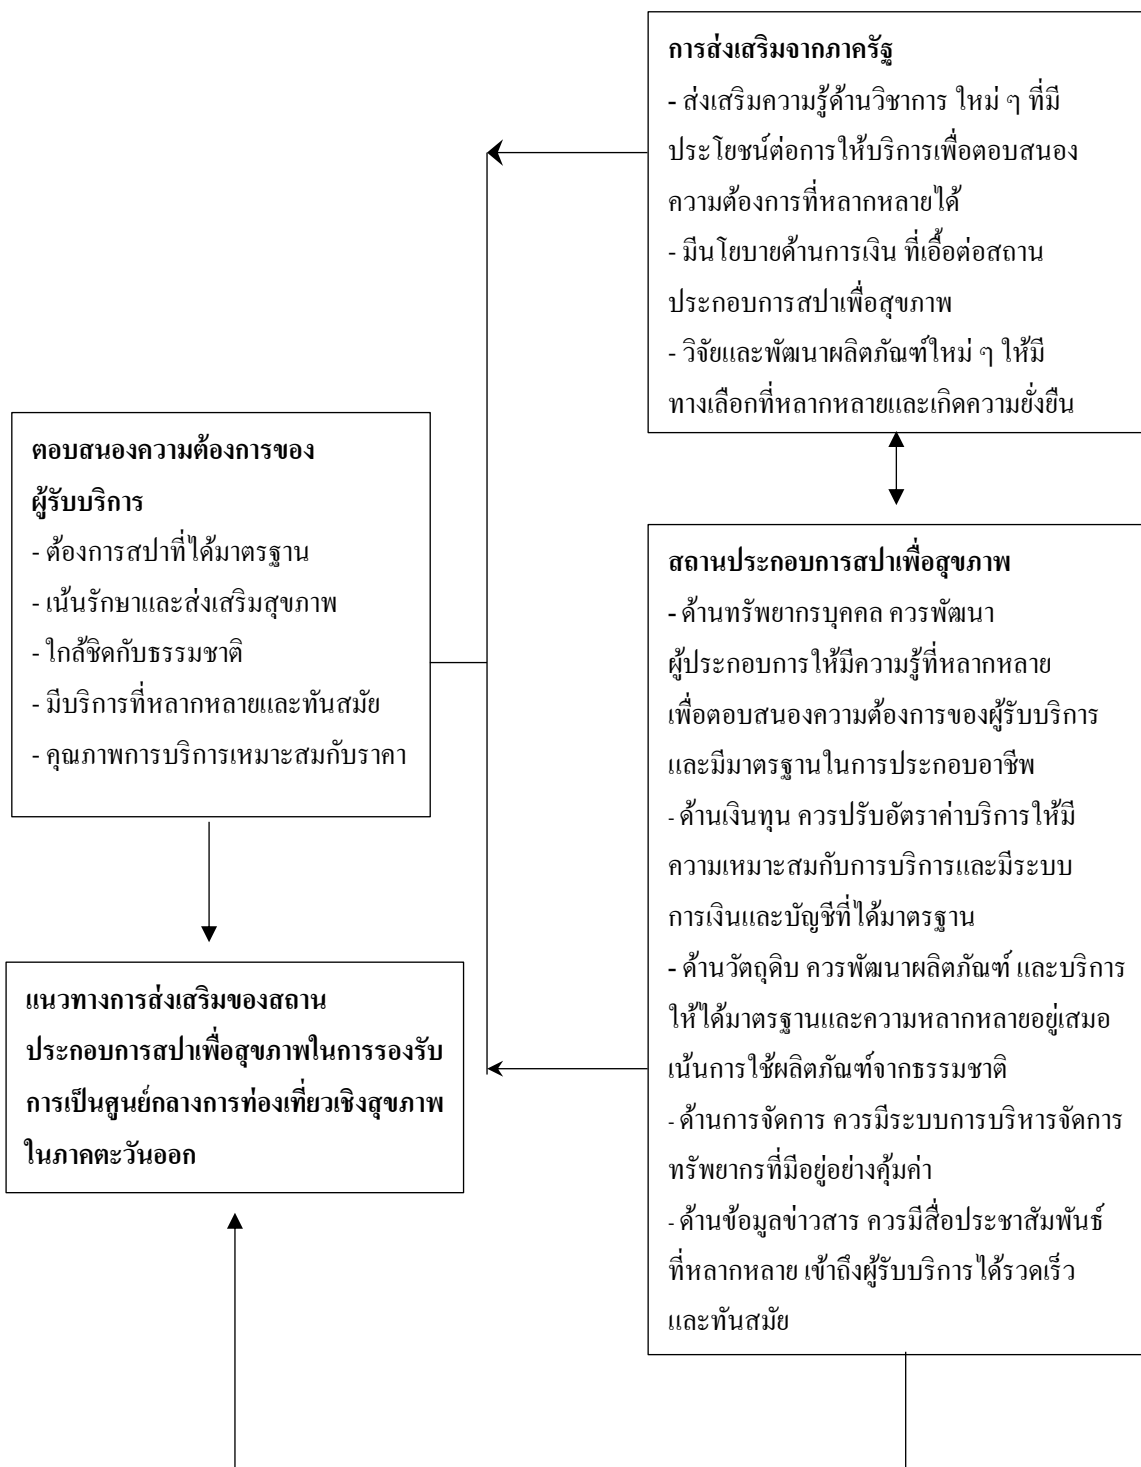 การส่งเสริมจากภาครัฐ
- ส่งเสริมความรู้ด้านวิชาการ ใหม่ ๆ ที่มี
ประโยชน์ต่อการให้บริการเพื่อตอบสนอง
ความต้องการที่หลากหลายได้
- มีนโยบายด้านการเงิน ที่เอื้อต่อสถาน
ประกอบการสปาเพื่อสุขภาพ
- วิจัยและพัฒนาผลิตภัณฑ์ใหม่ ๆ ให้มี
ทางเลือกที่หลากหลายและเกิดความยั่งยืน
ตอบสนองความต้องการของ
ผู้รับบริการ
- ต้องการสปาที่ได้มาตรฐาน
- เน้นรักษาและส่งเสริมสุขภาพ
- ใกล้ชิดกับธรรมชาติ
- มีบริการที่หลากหลายและทันสมัย
- คุณภาพการบริการเหมาะสมกับราคา
สถานประกอบการสปาเพื่อสุขภาพ
- ด้านทรัพยากรบุคคล ควรพัฒนา
ผู้ประกอบการให้มีความรู้ที่หลากหลาย
เพื่อตอบสนองความต้องการของผู้รับบริการ
และมีมาตรฐานในการประกอบอาชีพ
- ด้านเงินทุน ควรปรับอัตราค่าบริการให้มี
ความเหมาะสมกับการบริการและมีระบบ
การเงินและบัญชีที่ได้มาตรฐาน
- ด้านวัตถุดิบ ควรพัฒนาผลิตภัณฑ์ และบริการ
ให้ได้มาตรฐานและความหลากหลายอยู่เสมอ
เน้นการใช้ผลิตภัณฑ์จากธรรมชาติ
- ด้านการจัดการ ควรมีระบบการบริหารจัดการ
ทรัพยากรที่มีอยู่อย่างคุ้มค่า
- ด้านข้อมูลข่าวสาร ควรมีสื่อประชาสัมพันธ์
ที่หลากหลาย เข้าถึงผู้รับบริการได้รวดเร็ว
และทันสมัย
แนวทางการส่งเสริมของสถาน
ประกอบการสปาเพื่อสุขภาพในการรองรับ
การเป็นศูนย์กลางการท่องเที่ยวเชิงสุขภาพ
ในภาคตะวันออก